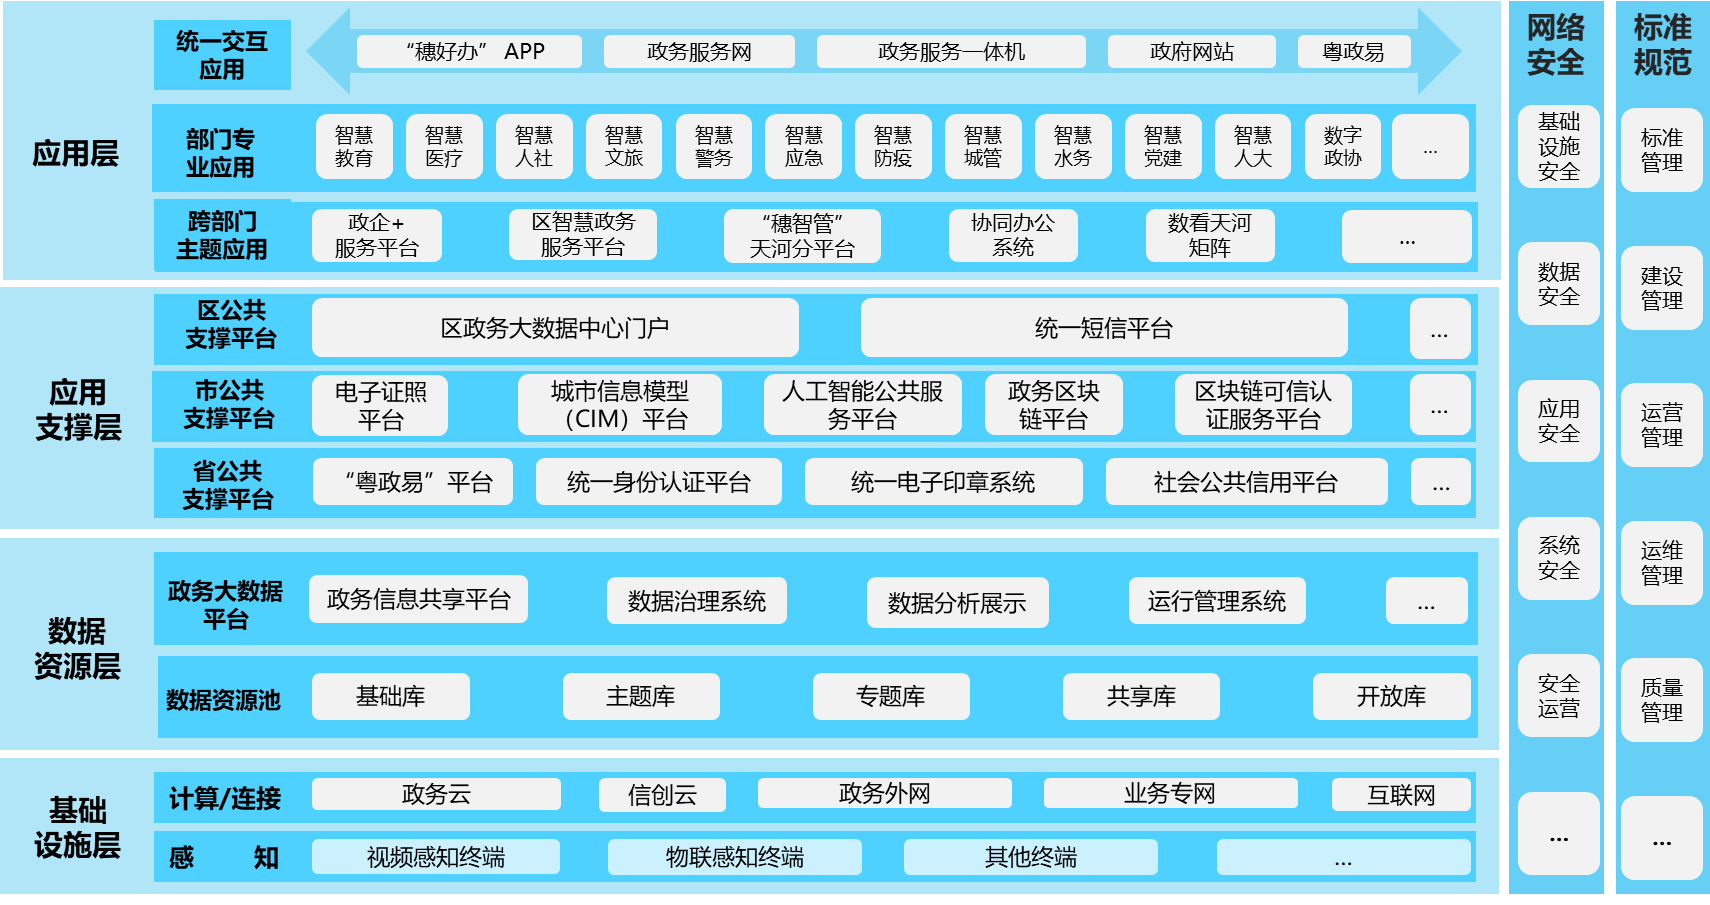 应用层
统一交互
应用
“穗好办” APP
政务服务网
政务服务一体机
政府网站
粤政易
部门专
业应用
智慧
教育
智慧
医疗
智慧
人社
智慧
文旅
智慧
警务
智慧
应急
智慧
防疫
智慧
城管
智慧
水务
智慧
党建
智慧
人大
数字
政协
...
跨部门
主题应用
政企+
服务平台
区智慧政务
服务平台
“穗智管”
天河分平台
协同办公
系统
数看天河
矩阵
...
应用
支撑层
区公共
支撑平台
区政务大数据中心门户
统一短信平台
...
市公共
支撑平台
电子证照
平台
城市信息模型
（CIM）平台
人工智能公共服
务平台
政务区块
链平台
区块链可信认
证服务平台
...
省公共
支撑平台
“粤政易”平台
统一身份认证平台
统一电子印章系统
社会公共信用平台
...
数据
资源层
政务大数据
平台
政务信息共享平台
数据治理系统
数据分析展示
运行管理系统
...
数据资源池
基础库
主题库
专题库
共享库
开放库
基础
设施层
计算/连接
政务云
信创云
政务外网
业务专网
互联网
感 知
视频感知终端
物联感知终端
其他终端
...
网络
安全
基础
设施
安全
数据
安全
应用
安全
系统
安全
安全
运营
...
标准
规范
标准
管理
建设
管理
运营
管理
运维
管理
质量
管理
...